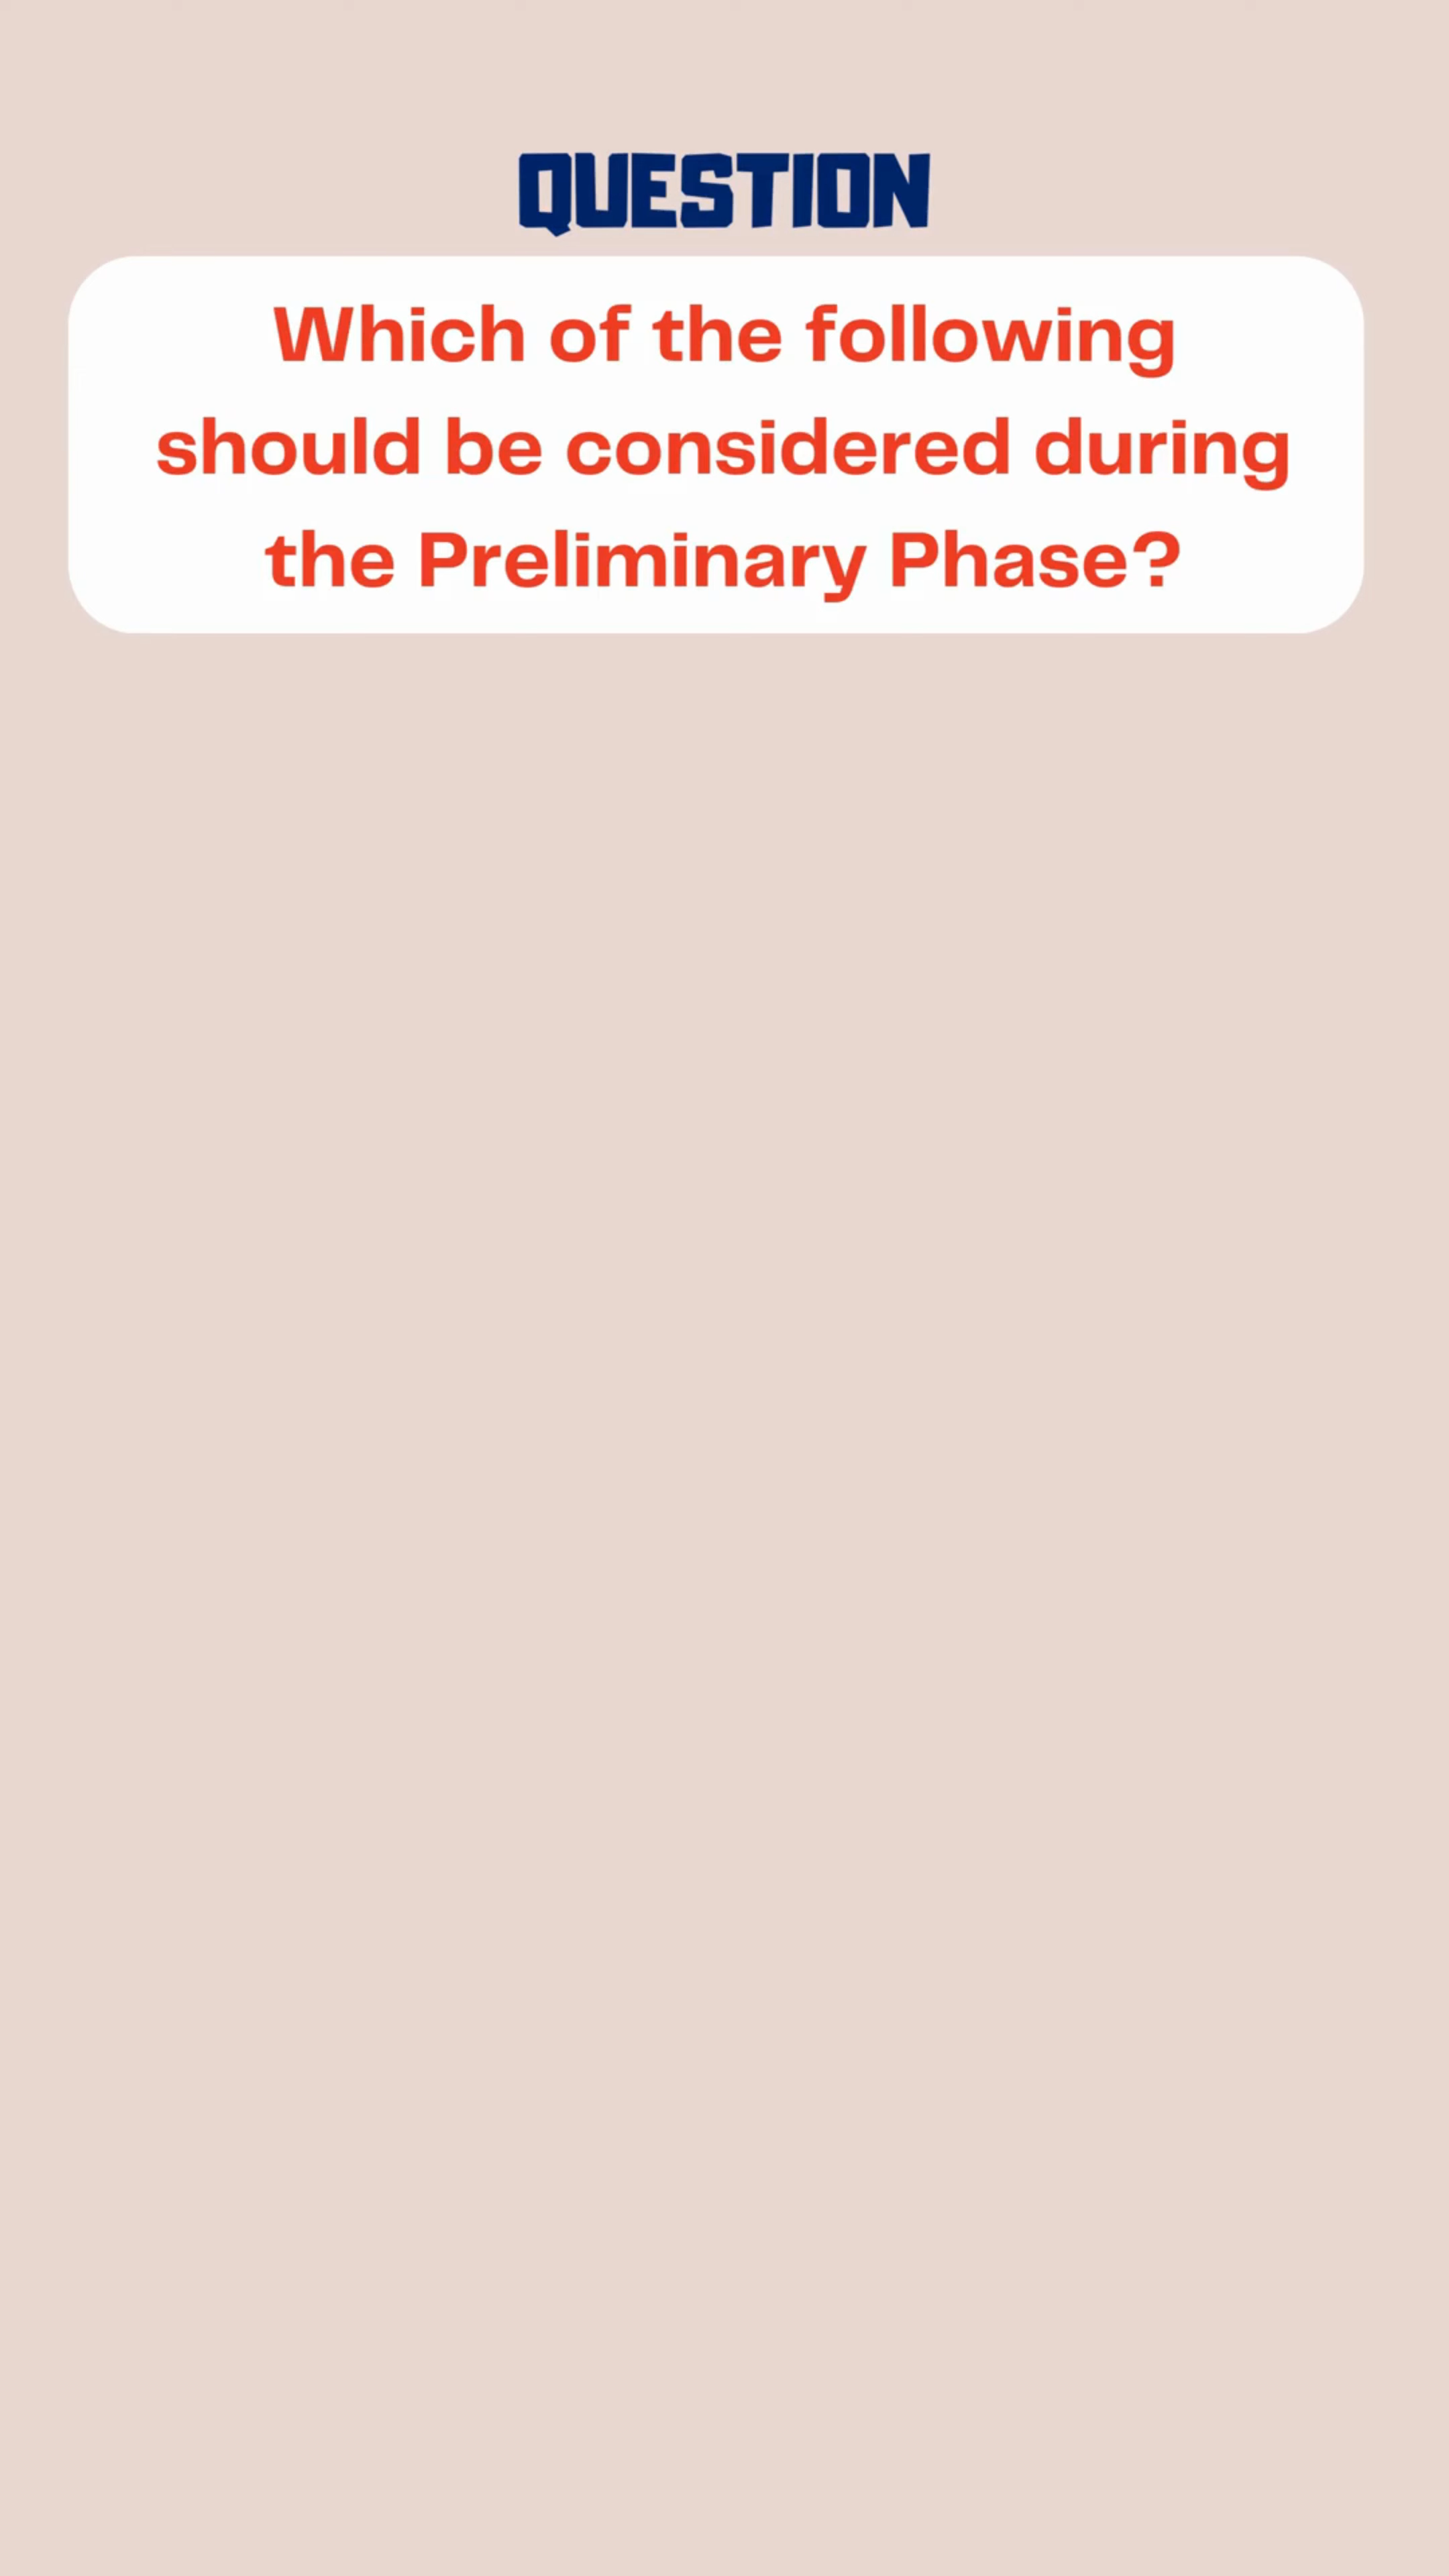 QUESTION
Which of the following
should be considered during
the Preliminary Phase?